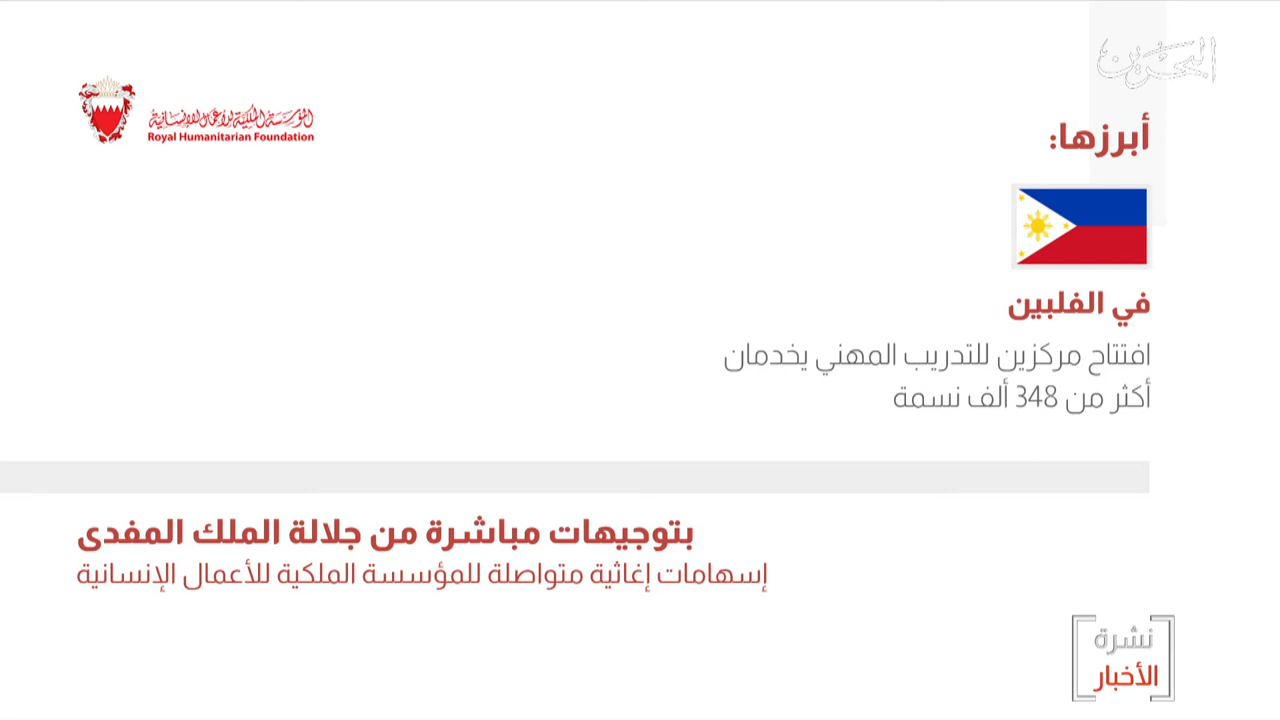 البحرين
المؤسسة الملكية للأعمال الإنسانية
Royal Humanitarian Foundation
أبرزها:
في الفلبين
افتتاح مركزين للتدريب المهني يخدمان
أكثر من 348 ألف نسمة
بتوجيهات مباشرة من جلالة الملك المفدى
إسهامات إغاثية متواصلة للمؤسسة الملكية للأعمال الإنسانية
نشرة
الأخبار